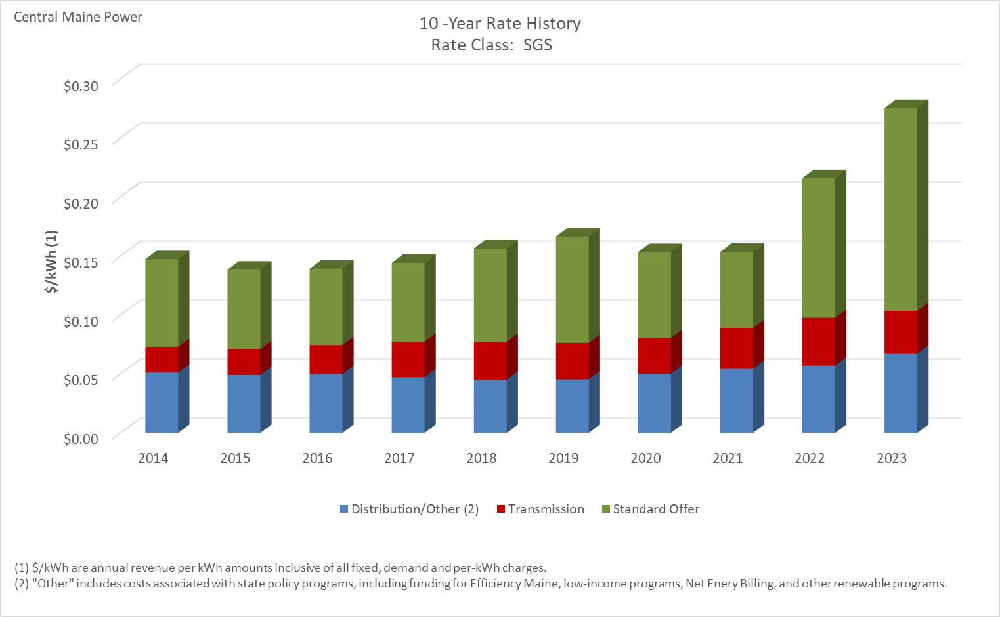 Central Maine Power
10 -Year Rate History
Rate Class:  SGS
$0.30
$0.25
$0.20
$0.15
$0.10
$0.05
$0.00
$/kWh (1)
2014 2015 2016 2017 2018 2019 2020 2021 2022 2023
Distribution/Other (2) Transmission Standard Offer
(1) $/kWh are annual revenue per kWh amounts inclusive of all fixed, demand and per-kWh charges.
(2) "Other" includes costs associated with state policy programs, including funding for Efficiency Maine, low-income programs, Net Enery Billing, and other renewable programs.